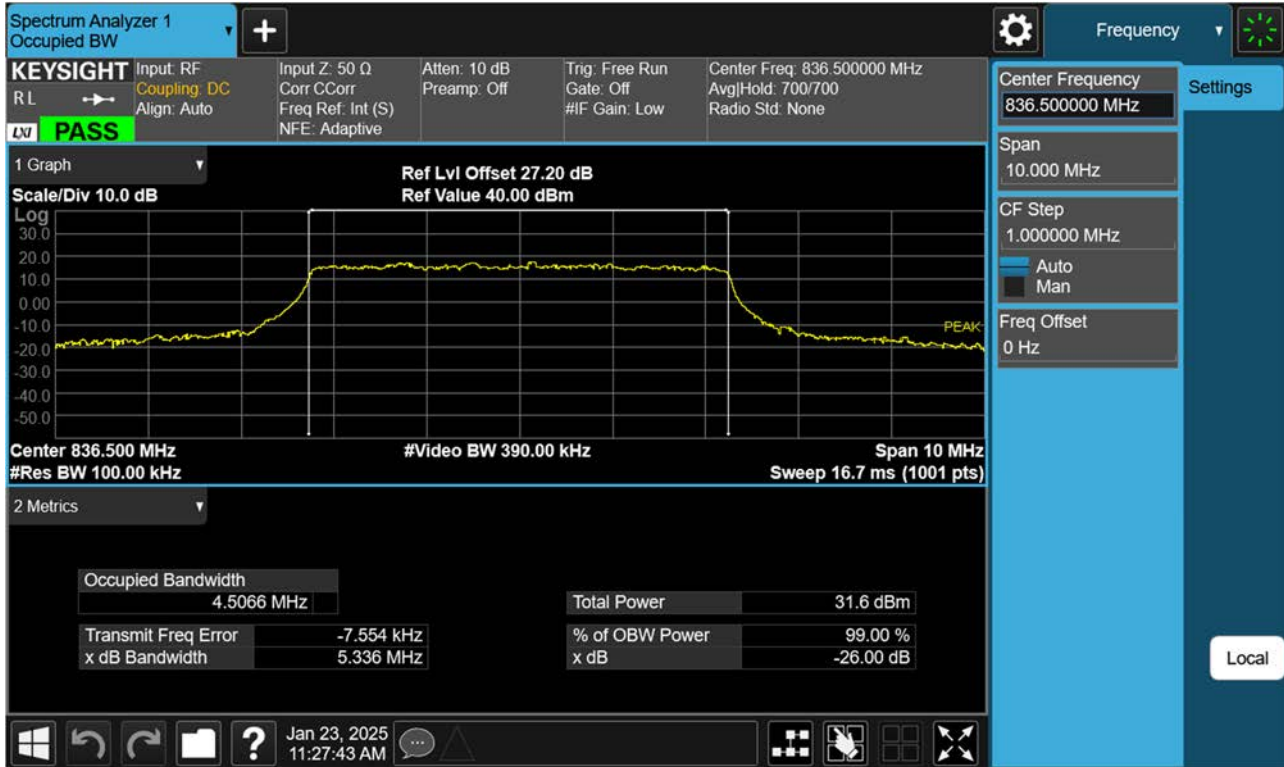 Spectrum Analyzer 1
Occupied BW
+
Frequency
KEYSIGHT
RL
LXI
PASS
Input: RF
Coupling: DC
Align: Auto
Input Z: 50 Ω
Corr CCorr
Freq Ref: Int (S)
NFE: Adaptive
Atten: 10 dB
Preamp: Off
Trig: Free Run
Gate: Off
#IF Gain: Low
Center Freq: 836.500000 MHz
Avg|Hold: 700/700
Radio Std: None
Center Frequency
836.500000 MHz
Settings
Span
10.000 MHz
CF Step
1.000000 MHz
Auto
Man
Freq Offset
0 Hz
Local
1 Graph
Scale/Div 10.0 dB
Ref Lvl Offset 27.20 dB
Ref Value 40.00 dBm
Log
30.0
20.0
10.0
0.00
-10.0
-20.0
-30.0
-40.0
-50.0
PEAK
Center 836.500 MHz
#Video BW 390.00 kHz
Span 10 MHz
#Res BW 100.00 kHz
Sweep 16.7 ms (1001 pts)
2 Metrics
Occupied Bandwidth
4.5066 MHz
Total Power 31.6 dBm
Transmit Freq Error -7.554 kHz
% of OBW Power 99.00 %
x dB Bandwidth 5.336 MHz
x dB -26.00 dB
?
Jan 23, 2025
11:27:43 AM